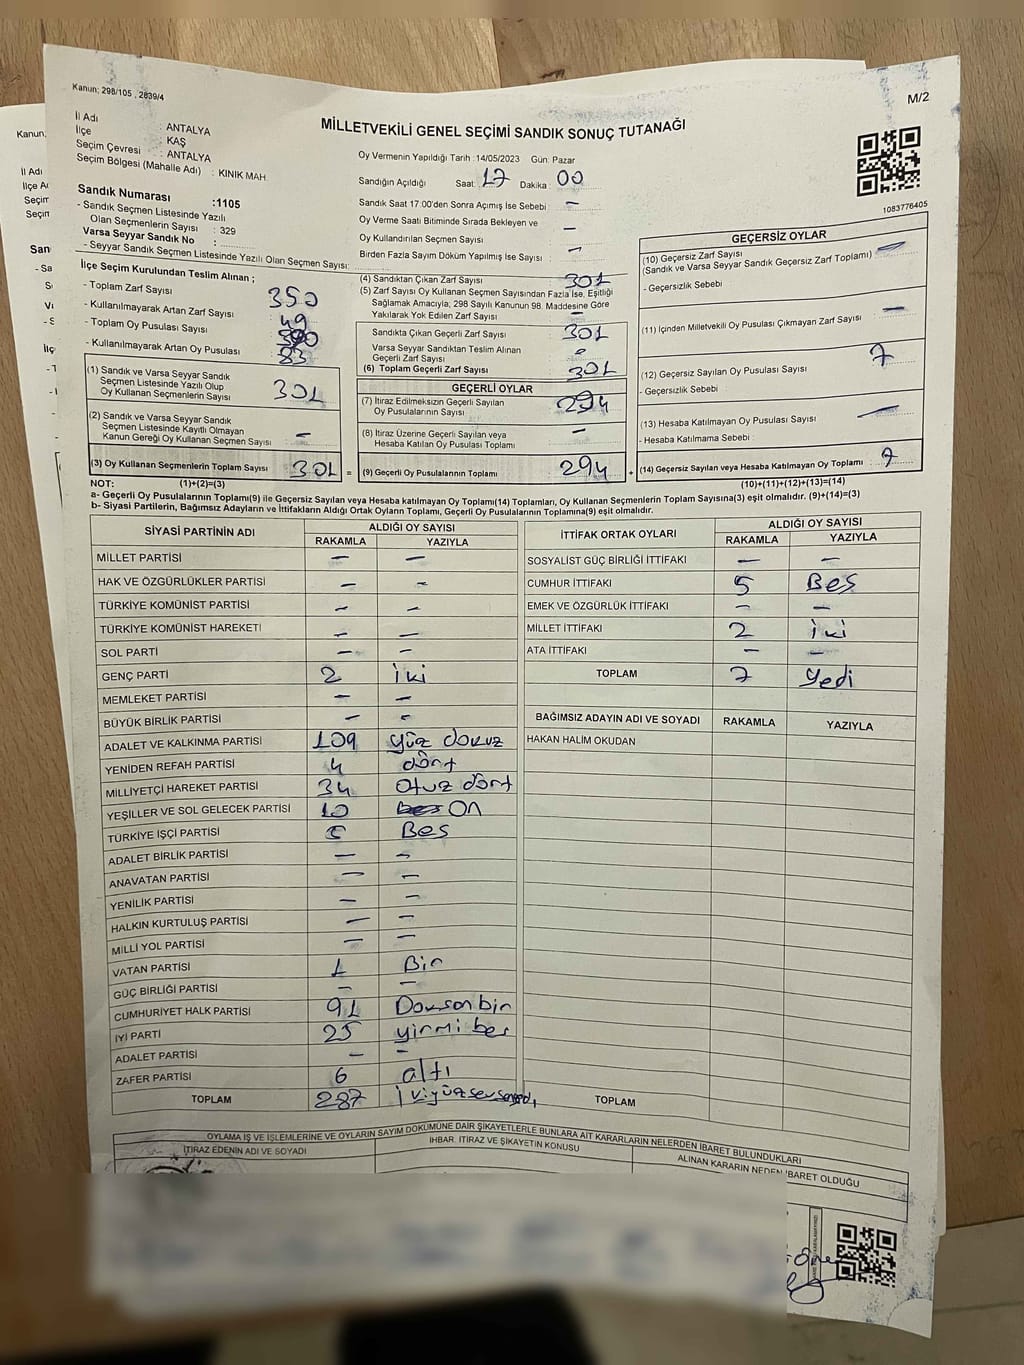 Kanun; 298/105 , 2839/4
M/2
MİLLETVEKİLİ GENEL SEÇİMİ SANDIK SONUÇ TUTANAĞI
İl Adı : ANTALYA
İlçe : KAŞ
Seçim Çevresi : ANTALYA
Seçim Bölgesi (Mahalle Adı) : KINIK MAH.
Sandık Numarası :1105
- Sandık Seçmen Listesinde Yazılı
Olan Seçmenlerin Sayısı : 329
Varsa Seyyar Sandık No :
- Seyyar Sandık Seçmen Listesinde Yazılı Olan Seçmen Sayısı:
Oy Vermenin Yapıldığı Tarih :14/05/2023 Gün: Pazar
Sandığın Açıldığı Saat: 17 Dakika : 00
Sandık Saat 17:00'den Sonra Açımış İse Sebebi : —
Oy Verme Saati Bitiminde Sırada Bekleyen ve
Oy Kullandırılan Seçmen Sayısı : —
Birden Fazla Sayım Döküm Yapılmış İse Sayısı : —
1083776405
İlçe Seçim Kurulundan Teslim Alınan ;
- Toplam Zarf Sayısı : 350
- Kullanılmayarak Artan Zarf Sayısı : 49
- Toplam Oy Pusulası Sayısı :
- Kullanılmayarak Artan Oy Pusulası : 83
(1) Sandık ve Varsa Seyyar Sandık
Seçmen Listesinde Yazılı Olup
Oy Kullanan Seçmenlerin Sayısı : 301
(2) Sandık ve Varsa Seyyar Sandık
Seçmen Listesinde Kayıtlı Olmayan
Kanun Gereği Oy Kullanan Seçmen Sayısı : —
(3) Oy Kullanan Seçmenlerin Toplam Sayısı : 301
(1)+(2)=(3)
(4) Sandıktan Çıkan Zarf Sayısı : 301
(5) Zarf Sayısı Oy Kullanan Seçmen Sayısından Fazla İse, Eşitliği
Sağlamak Amacıyla, 298 Sayılı Kanunun 98. Maddesine Göre
Yakılarak Yok Edilen Zarf Sayısı : —
Sandıkta Çıkan Geçerli Zarf Sayısı : 301
Varsa Seyyar Sandıktan Teslim Alınan
Geçerli Zarf Sayısı :
(6) Toplam Geçerli Zarf Sayısı : 301
GEÇERLİ OYLAR
(7) İtiraz Edilmeksizin Geçerli Sayılan
Oy Pusulalarının Sayısı : 294
(8) İtiraz Üzerine Geçerli Sayılan veya
Hesaba Katılan Oy Pusulası Toplamı : —
= (9) Geçerli Oy Pusulalarının Toplamı : 294
GEÇERSİZ OYLAR
(10) Geçersiz Zarf Sayısı : —
(Sandık ve Varsa Seyyar Sandık Geçersiz Zarf Toplamı)
- Geçersizlik Sebebi :
(11) İçinden Milletvekili Oy Pusulası Çıkmayan Zarf Sayısı : —
(12) Geçersiz Sayılan Oy Pusulası Sayısı : 7
- Geçersizlik Sebebi :
(13) Hesaba Katılmayan Oy Pusulası Sayısı : —
- Hesaba Katılmama Sebebi :
+ (14) Geçersiz Sayılan veya Hesaba Katılmayan Oy Toplamı : 7
(10)+(11)+(12)+(13)=(14)
NOT:
a- Geçerli Oy Pusulalarının Toplamı(9) ile Geçersiz Sayılan veya Hesaba katılmayan Oy Toplamı(14) Toplamları, Oy Kullanan Seçmenlerin Toplam Sayısına(3) eşit olmalıdır. (9)+(14)=(3)
b- Siyasi Partilerin, Bağımsız Adayların ve İttifakların Aldığı Ortak Oyların Toplamı, Geçerli Oy Pusulalarının Toplamına(9) eşit olmalıdır.
SİYASİ PARTİNİN ADI ALDIĞI OY SAYISI
RAKAMLA YAZIYLA
MİLLET PARTİSİ — —
HAK VE ÖZGÜRLÜKLER PARTİSİ — —
TÜRKİYE KOMÜNİST PARTİSİ — —
TÜRKİYE KOMÜNİST HAREKETİ — —
SOL PARTİ — —
GENÇ PARTİ 2 iki
MEMLEKET PARTİSİ — —
BÜYÜK BİRLİK PARTİSİ — —
ADALET VE KALKINMA PARTİSİ 109 yüz dokuz
YENİDEN REFAH PARTİSİ 4 dört
MİLLİYETÇİ HAREKET PARTİSİ 34 otuz dört
YEŞİLLER VE SOL GELECEK PARTİSİ 10 ON
TÜRKİYE İŞÇİ PARTİSİ 5 Beş
ADALET BİRLİK PARTİSİ — —
ANAVATAN PARTİSİ — —
YENİLİK PARTİSİ — —
HALKIN KURTULUŞ PARTİSİ — —
MİLLİ YOL PARTİSİ — —
VATAN PARTİSİ 1 Bir
GÜÇ BİRLİĞİ PARTİSİ — —
CUMHURİYET HALK PARTİSİ 91 Doksan bir
İYİ PARTİ 25 yirmi beş
ADALET PARTİSİ — —
ZAFER PARTİSİ 6 altı
TOPLAM 287
İTTİFAK ORTAK OYLARI ALDIĞI OY SAYISI
RAKAMLA YAZIYLA
SOSYALİST GÜÇ BİRLİĞİ İTTİFAKI — —
CUMHUR İTTİFAKI 5 Beş
EMEK VE ÖZGÜRLÜK İTTİFAKI — —
MİLLET İTTİFAKI 2 iki
ATA İTTİFAKI — —
TOPLAM 7 yedi
BAĞIMSIZ ADAYIN ADI VE SOYADI RAKAMLA YAZIYLA
HAKAN HALİM OKUDAN
TOPLAM
OYLAMA İŞ VE İŞLEMLERİNE VE OYLARIN SAYIM DÖKÜMÜNE DAİR ŞİKAYETLERLE BUNLARA AİT KARARLARIN NELERDEN İBARET BULUNDUKLARI
İTİRAZ EDENİN ADI VE SOYADI
İHBAR, İTİRAZ VE ŞİKAYETİN KONUSU
ALINAN KARARIN NEDEN İBARET OLDUĞU